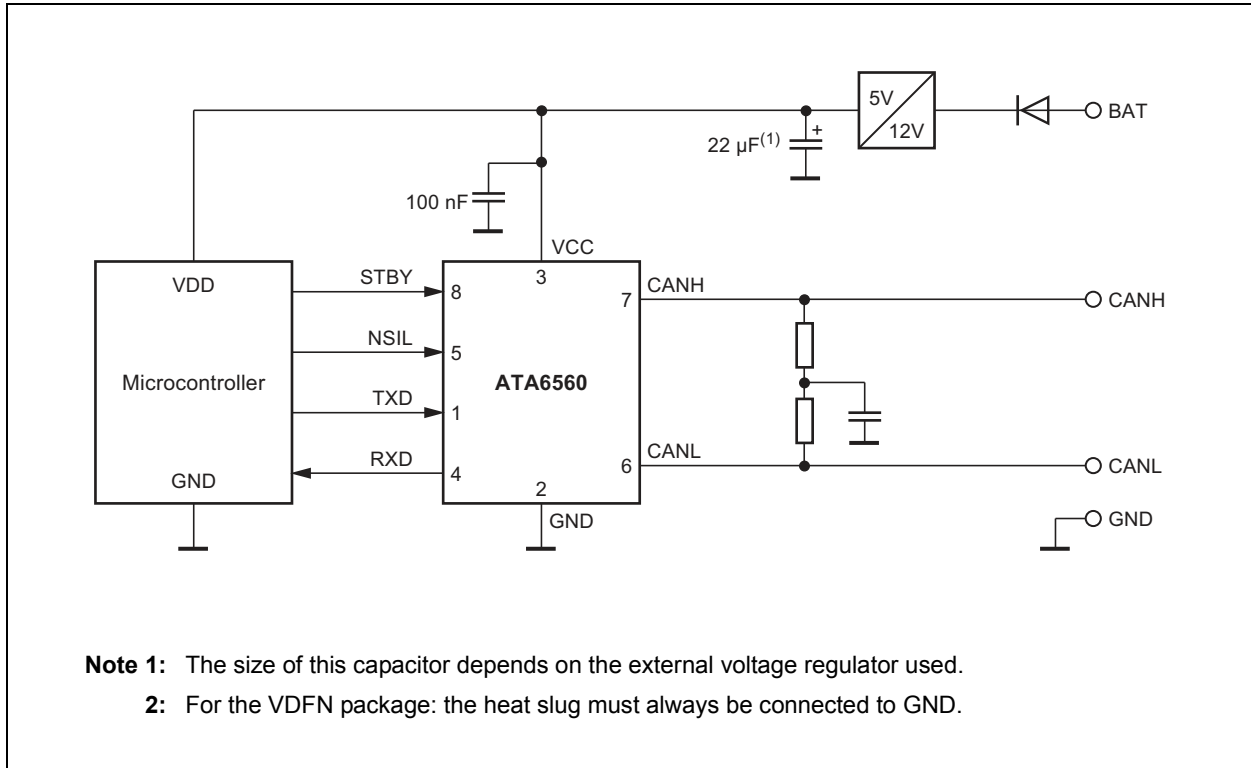 5V
12V
BAT
22 µF(1)
+
100 nF
VCC
VDD
STBY
8
3
7
CANH
CANH
NSIL
5
Microcontroller
ATA6560
TXD
1
RXD
4
6
CANL
CANL
GND
2
GND
GND
Note 1: The size of this capacitor depends on the external voltage regulator used.
2: For the VDFN package: the heat slug must always be connected to GND.